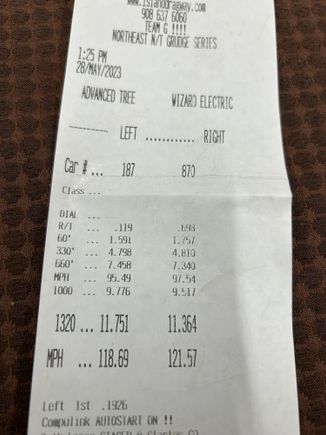 www.islanddragway.com
908 637 6060
TEAM G !!!!
NORTHEAST N/T GRUDGE SERIES
1:25 PM
28/MAY/2023
ADVANCED TREE WIZARD ELECTRIC
--------- LEFT ............ RIGHT
Car # ... 187 870
Class ...
DIAL ...
R/T ... .119 .698
60' ... 1.591 1.757
330' ... 4.798 4.810
660' ... 7.458 7.340
MPH ... 95.49 97.54
1000 ... 9.776 9.517
1320 ... 11.751 11.364
MPH ... 118.69 121.57
Left 1st .1926
Compulink AUTOSTART ON !!